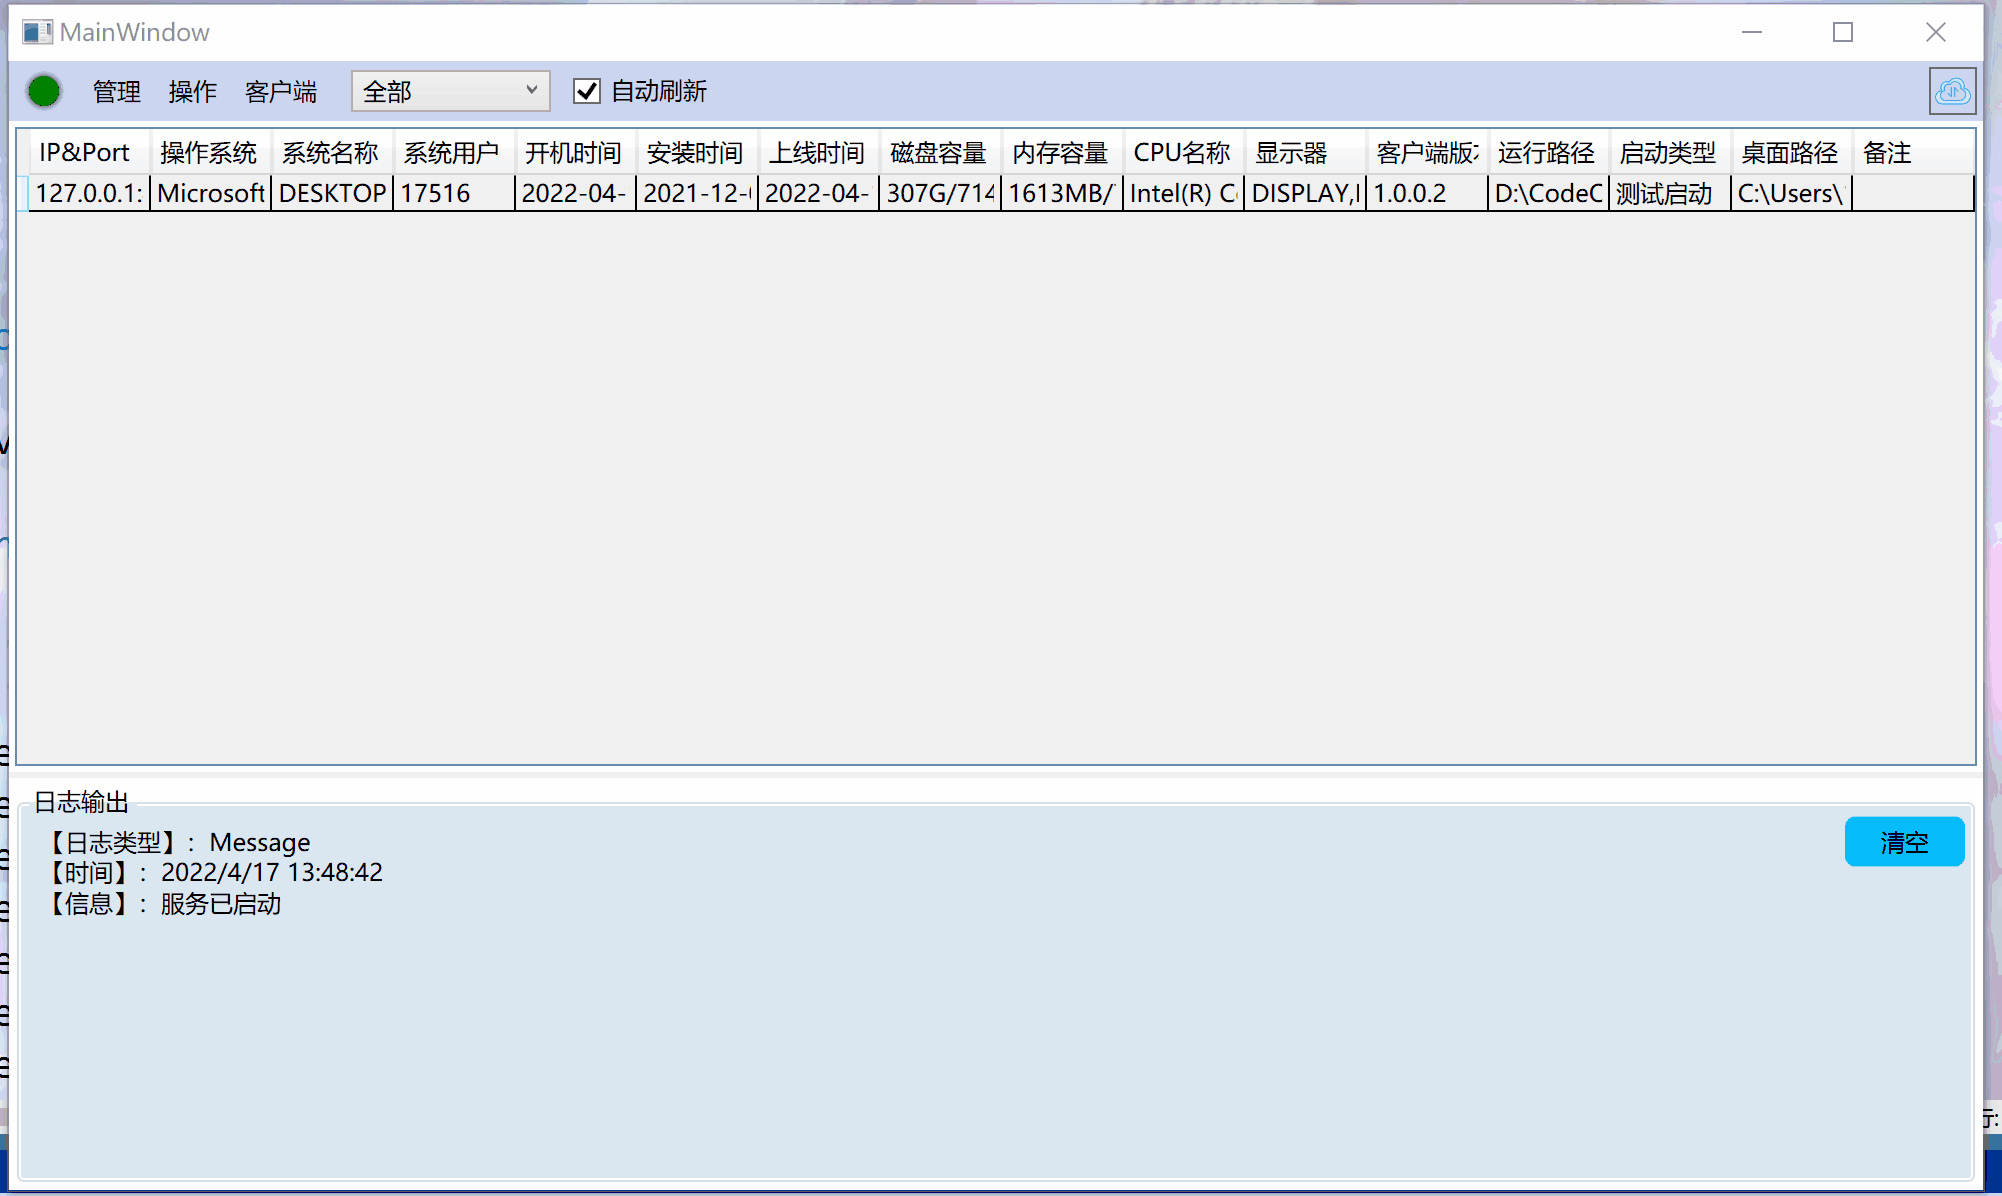 MainWindow
管理 操作 客户端 全部 自动刷新
IP&Port 操作系统 系统名称 系统用户 开机时间 安装时间 上线时间 磁盘容量 内存容量 CPU名称 显示器 客户端版 运行路径 启动类型 桌面路径 备注
127.0.0.1: Microsoft DESKTOP 17516 2022-04- 2021-12- 2022-04- 307G/714 1613MB/ Intel(R) C DISPLAY, 1.0.0.2 D:\CodeC 测试启动 C:\Users\
日志输出
【日志类型】: Message
清空
【时间】: 2022/4/17 13:48:42
【信息】: 服务已启动
行: